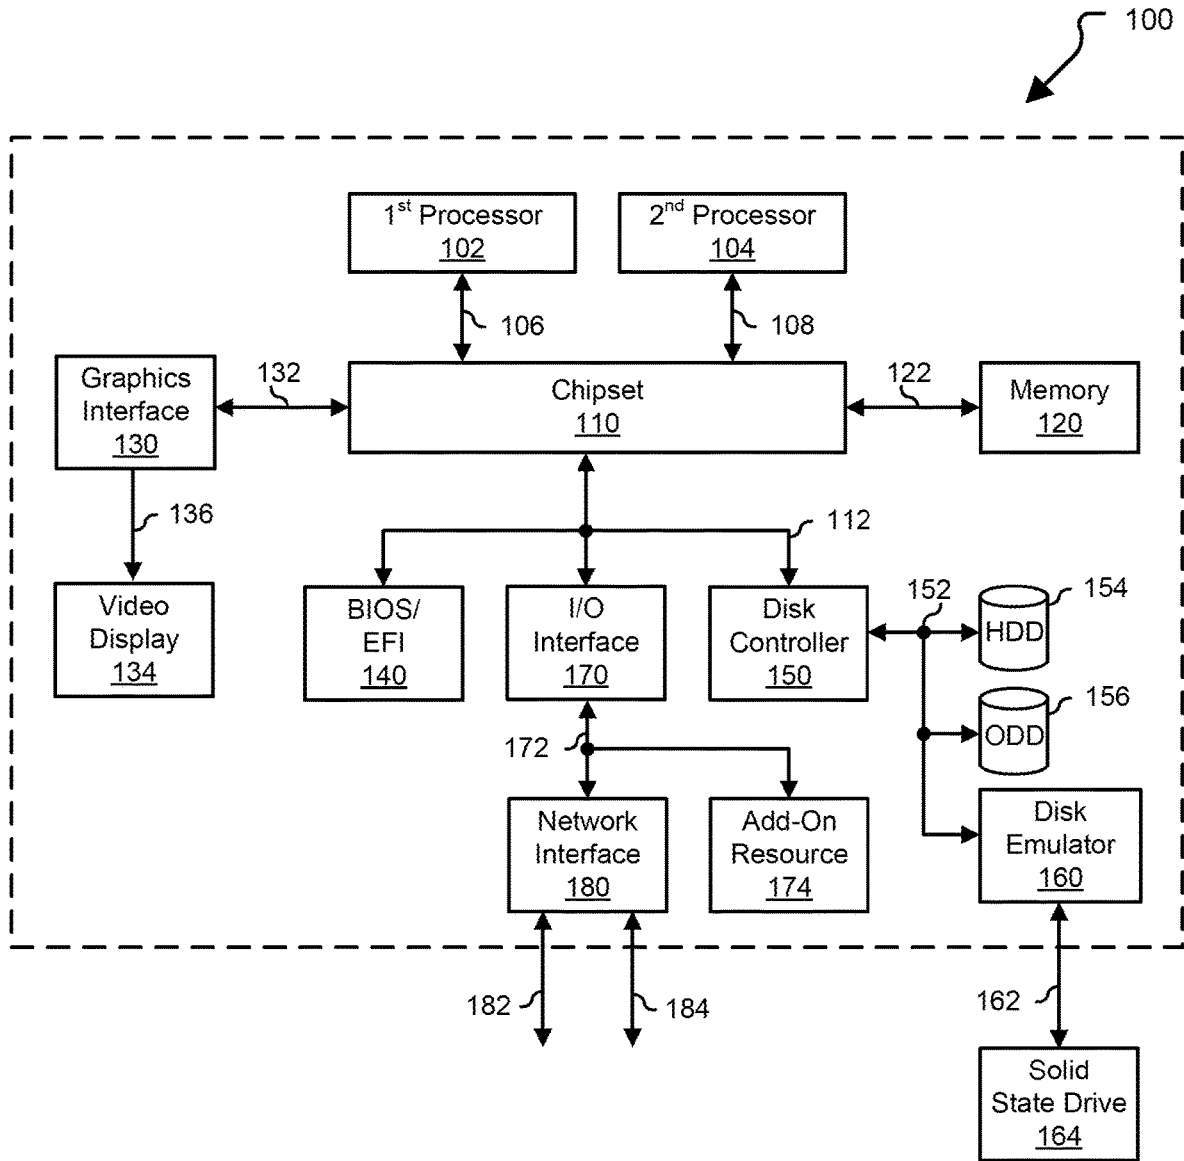 100
1st Processor
102
2nd Processor
104
106
108
Graphics
Interface
130
132
Chipset
110
122
Memory
120
136
112
Video
Display
134
BIOS/
EFI
140
I/O
Interface
170
Disk
Controller
150
152
HDD
154
ODD
156
172
Network
Interface
180
Add-On
Resource
174
Disk
Emulator
160
182
184
162
Solid
State Drive
164